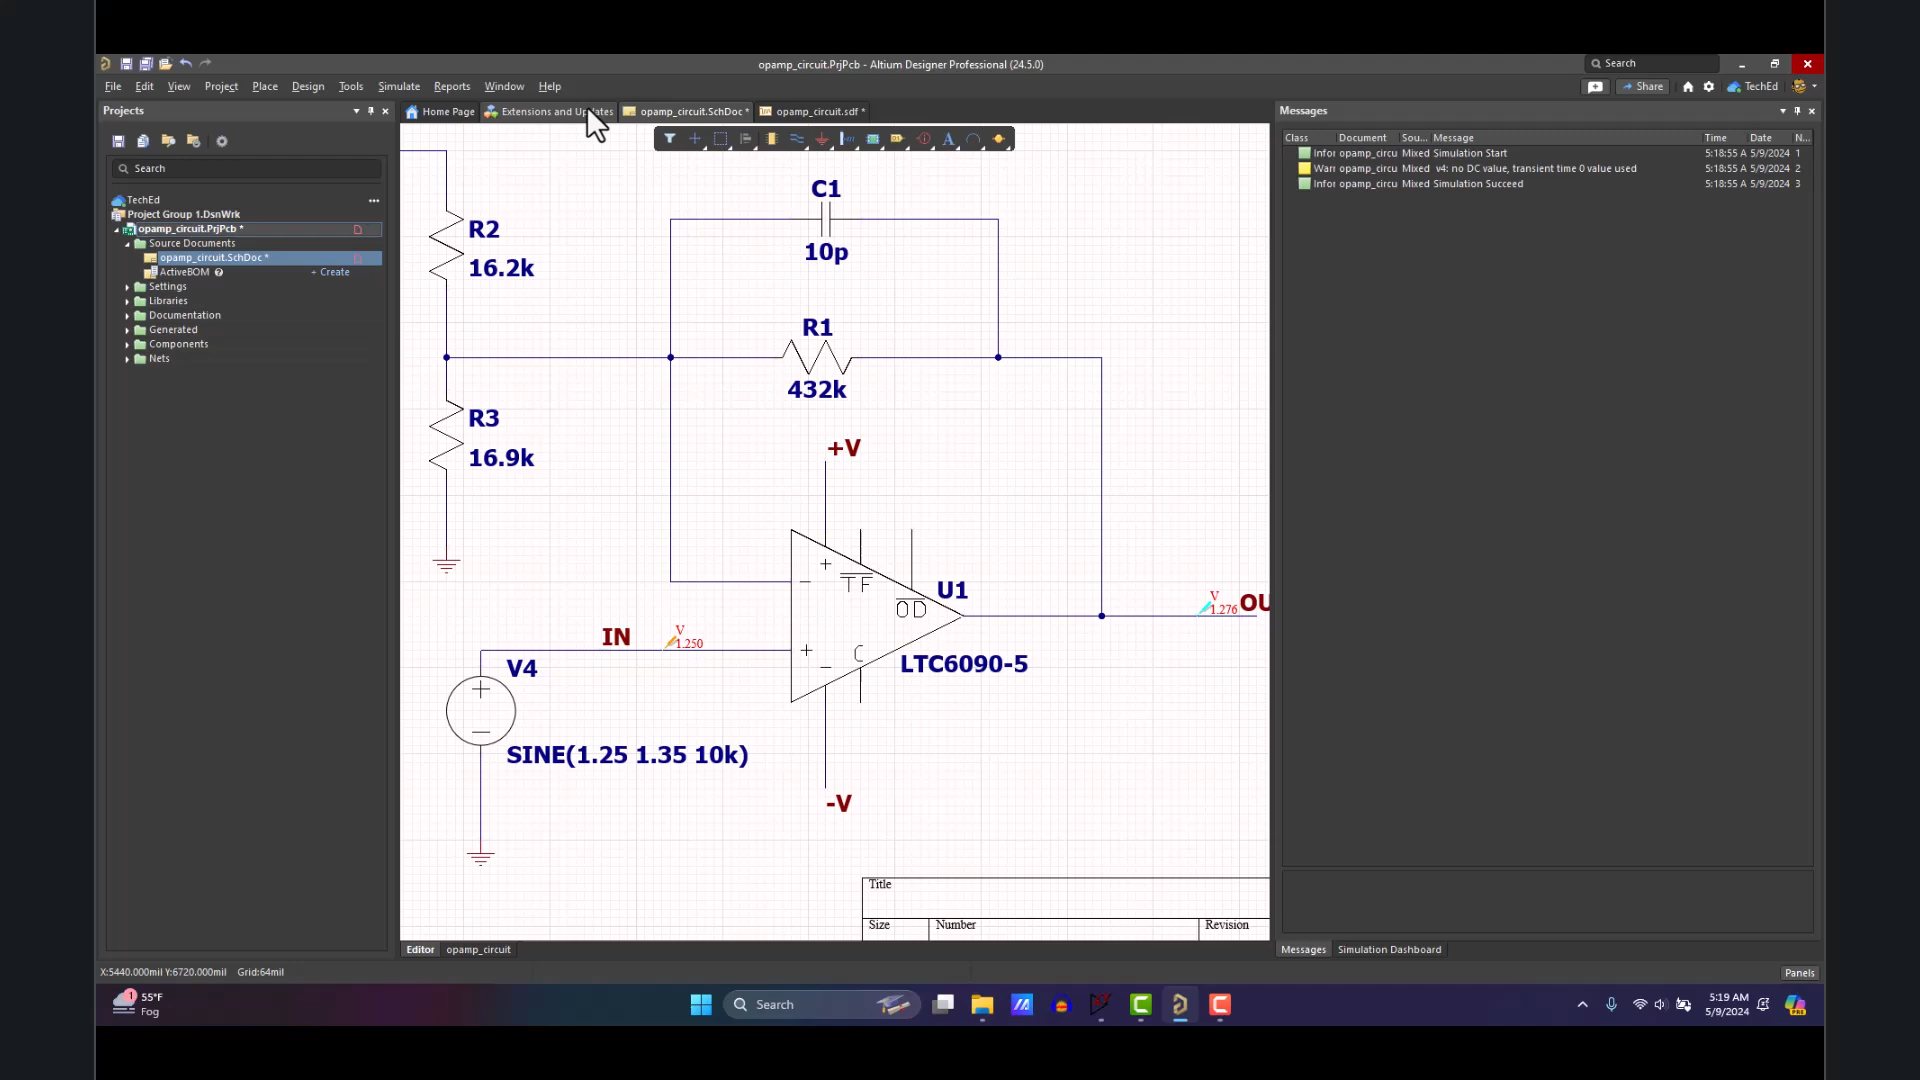 opamp_circuit.PrjPcb - Altium Designer Professional (24.5.0)
Search
File Edit View Project Place Design Tools Simulate Reports Window Help
Share
TechEd
Projects
Home Page
Extensions and Updates
opamp_circuit.SchDoc *
opamp_circuit.sdf *
Search
TechEd
Project Group 1.DsnWrk
opamp_circuit.PrjPcb *
Source Documents
opamp_circuit.SchDoc *
ActiveBOM
+ Create
Settings
Libraries
Documentation
Generated
Components
Nets
C1
10p
R2
16.2k
R1
432k
R3
16.9k
+V
TF
OD
U1
C
LTC6090-5
IN
V
1.250
V
1.276
OU
V4
SINE(1.25 1.35 10k)
-V
Title
Size
Number
Revision
Editor
opamp_circuit
Messages
Class Document Sou... Message Time Date N...
Infor opamp_circu Mixed Simulation Start 5:18:55 A 5/9/2024 1
Warn opamp_circu Mixed v4: no DC value, transient time 0 value used 5:18:55 A 5/9/2024 2
Infor opamp_circu Mixed Simulation Succeed 5:18:55 A 5/9/2024 3
Messages
Simulation Dashboard
X:5440.000mil Y:6720.000mil Grid:64mil
Panels
1
55°F
Fog
Search
5:19 AM
5/9/2024